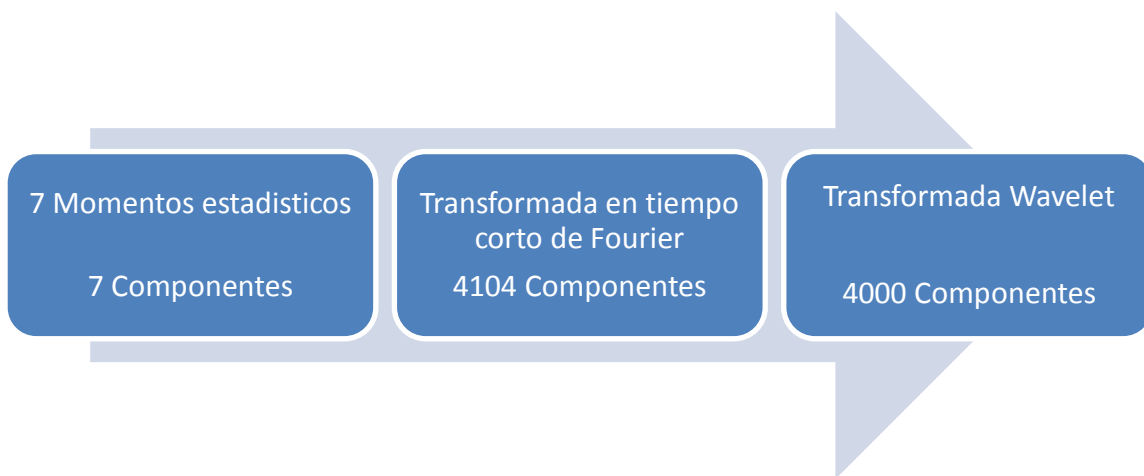 7 Momentos estadisticos
7 Componentes
Transformada en tiempo
corto de Fourier
4104 Componentes
Transformada Wavelet
4000 Componentes